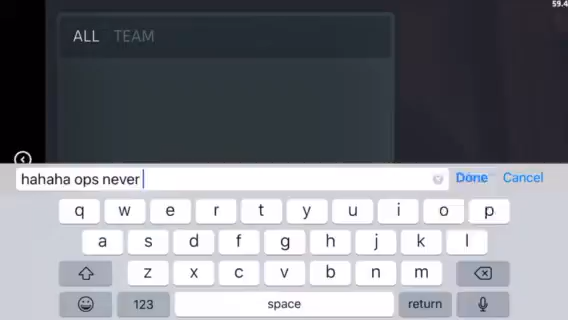 59.4
ALL TEAM
hahaha ops never
Done Cancel
q w e r t y u i o p
a s d f g h j k l
z x c v b n m
123 space return